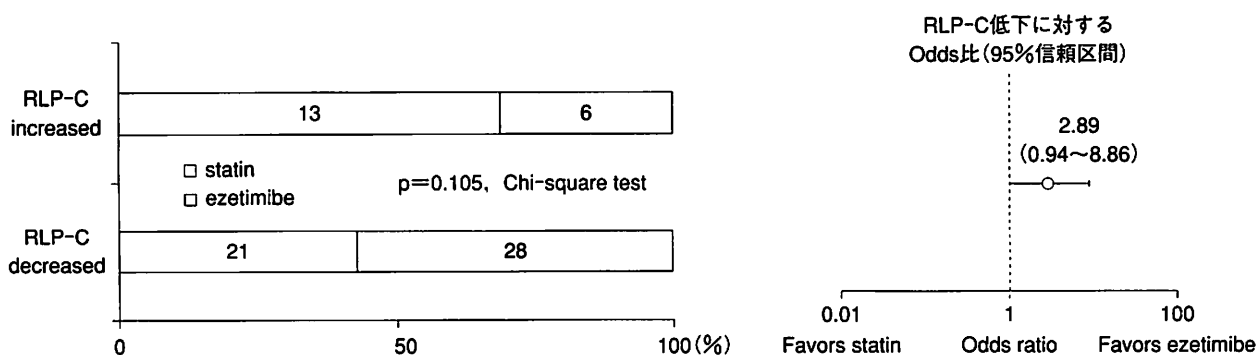 RLP-C
increased
13
6
□ statin
□ ezetimibe
p=0.105, Chi-square test
RLP-C
decreased
21
28
0
50
100(%)
RLP-C低下に対する
Odds比(95%信頼区間)
2.89
(0.94〜8.86)
0.01
1
100
Favors statin
Odds ratio
Favors ezetimibe